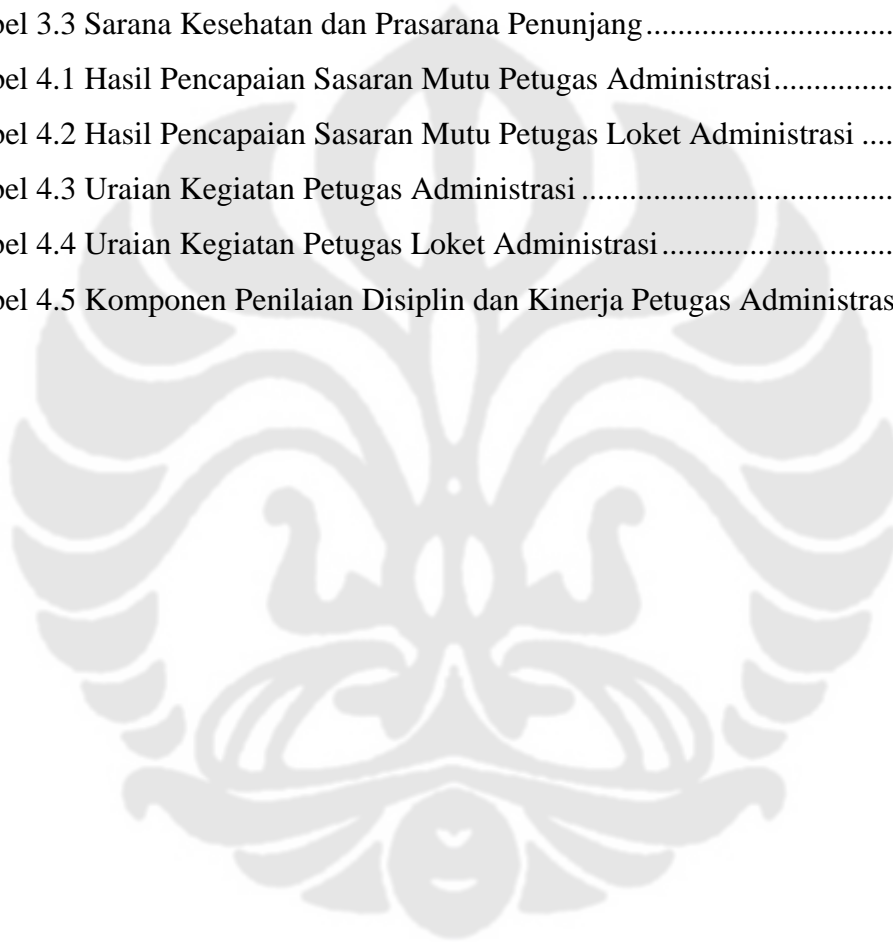 bel 3.3 Sarana Kesehatan dan Prasarana Penunjang ...............................
bel 4.1 Hasil Pencapaian Sasaran Mutu Petugas Administrasi ...............
bel 4.2 Hasil Pencapaian Sasaran Mutu Petugas Loket Administrasi ....
bel 4.3 Uraian Kegiatan Petugas Administrasi .......................................
bel 4.4 Uraian Kegiatan Petugas Loket Administrasi .............................
bel 4.5 Komponen Penilaian Disiplin dan Kinerja Petugas Administras